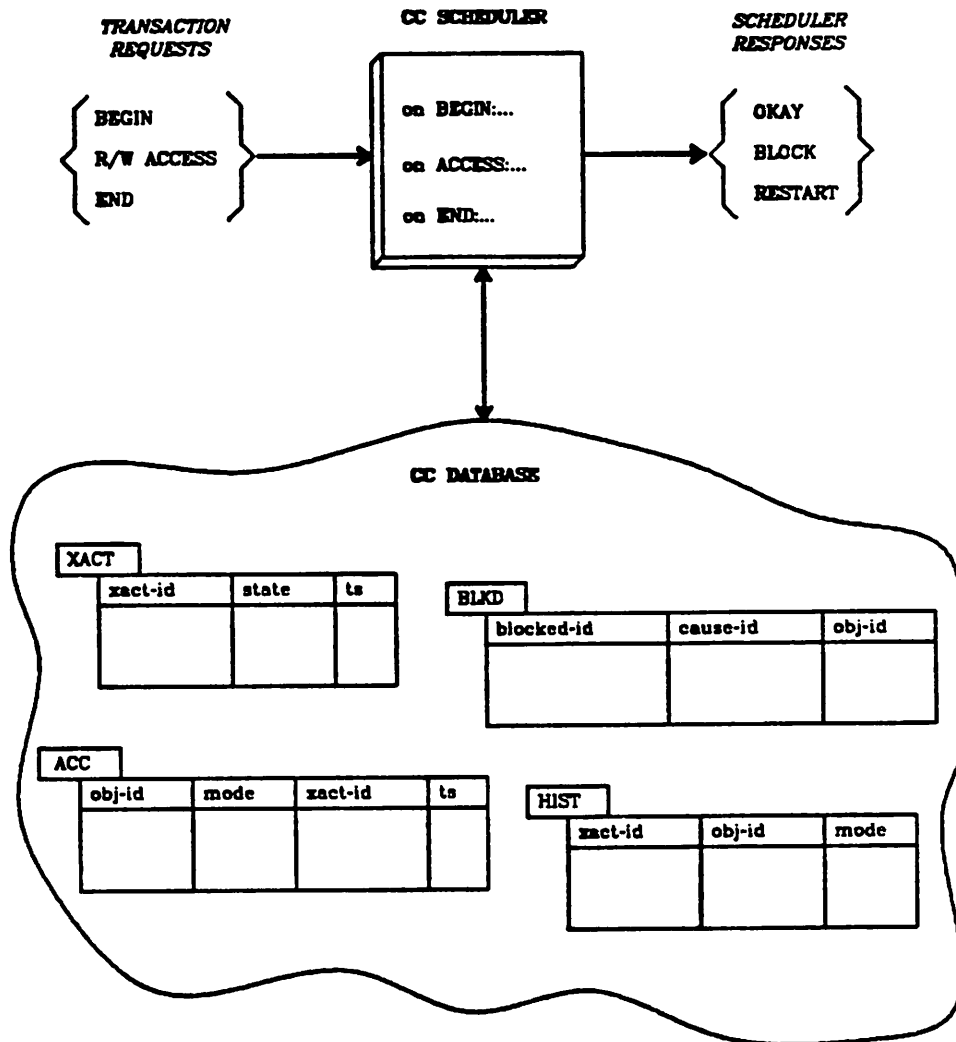 TRANSACTION
REQUESTS
CC SCHEDULER
SCHEDULER
RESPONSES
BEGIN
R/W ACCESS
END
on BEGIN:...
on ACCESS:...
on END:...
OKAY
BLOCK
RESTART
CC DATABASE
XACT
xact-id state ts
BLKD
blocked-id cause-id obj-id
ACC
obj-id mode xact-id ts
HIST
xact-id obj-id mode